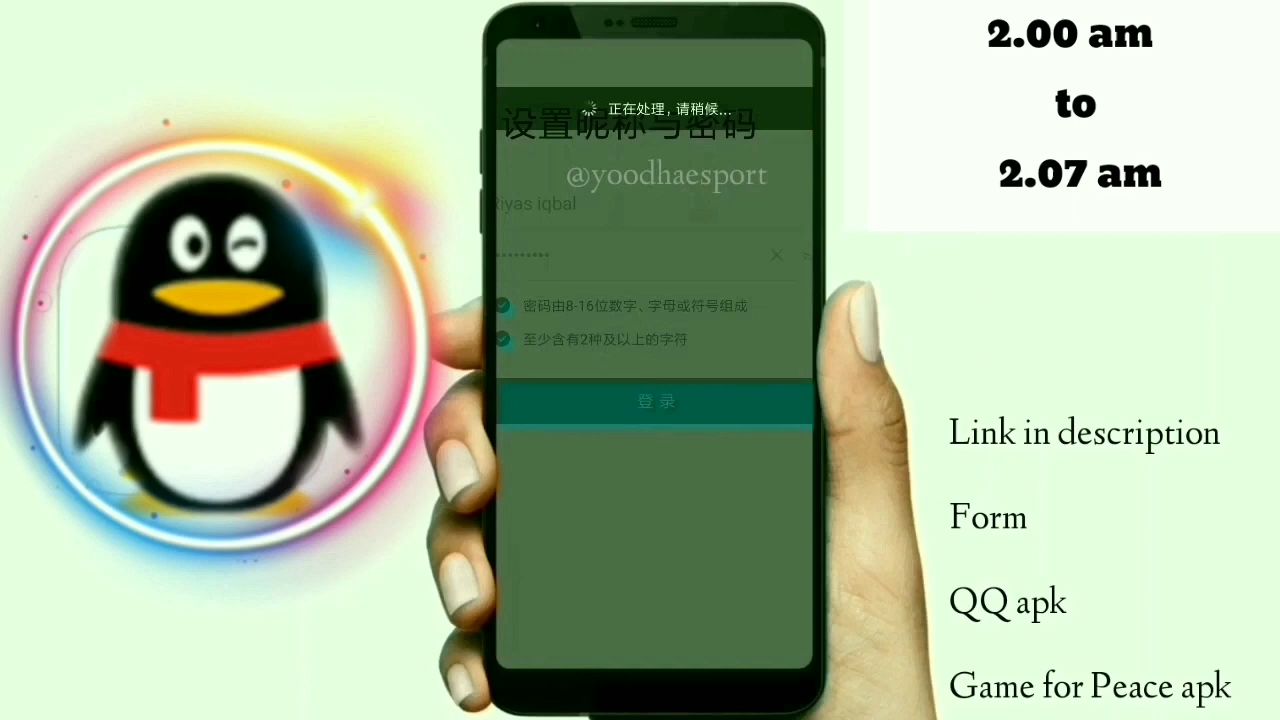 2.00 am
to
2.07 am
正在处理，请稍候...
设置昵称与密码
@yoodhaesport
Riyas iqbal
密码由8-16位数字、字母或符号组成
至少含有2种及以上的字符
登录
Link in description
Form
QQ apk
Game for Peace apk